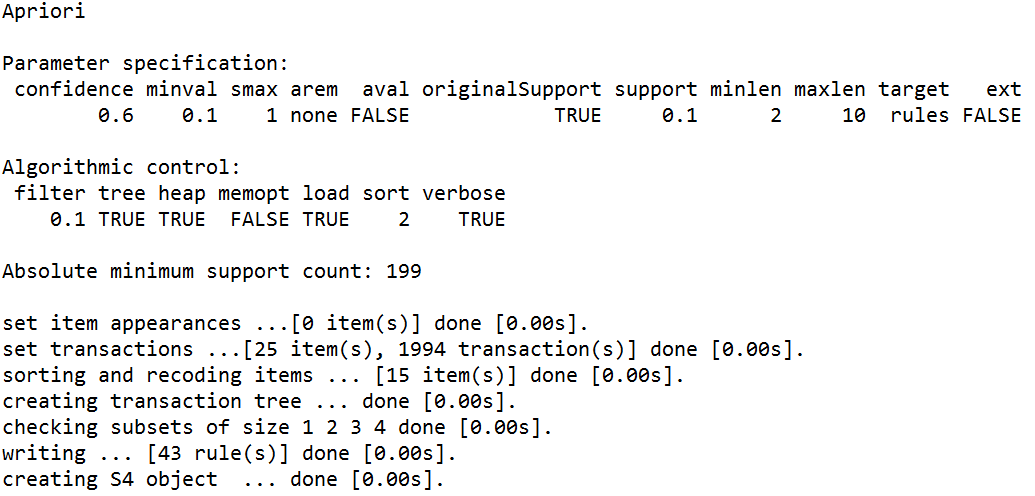 Apriori

Parameter specification:
 confidence minval smax arem  aval originalSupport support minlen maxlen target   ext
        0.6    0.1    1 none FALSE            TRUE     0.1      2     10  rules FALSE

Algorithmic control:
 filter tree heap memopt load sort verbose
    0.1 TRUE TRUE  FALSE TRUE    2    TRUE

Absolute minimum support count: 199

set item appearances ...[0 item(s)] done [0.00s].
set transactions ...[25 item(s), 1994 transaction(s)] done [0.00s].
sorting and recoding items ... [15 item(s)] done [0.00s].
creating transaction tree ... done [0.00s].
checking subsets of size 1 2 3 4 done [0.00s].
writing ... [43 rule(s)] done [0.00s].
creating S4 object  ... done [0.00s].